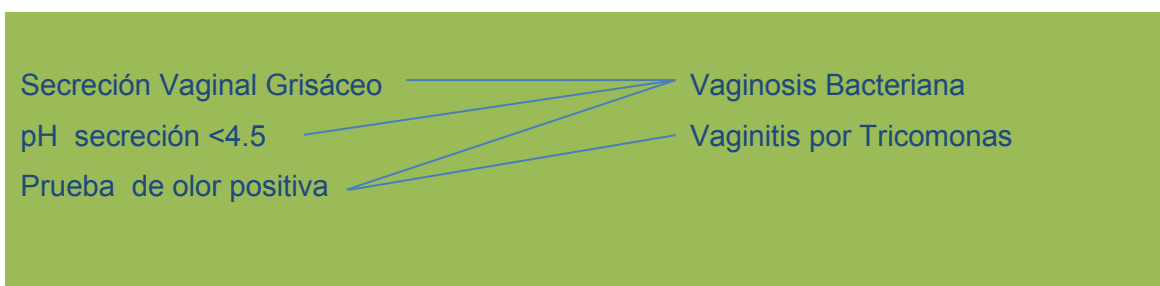 Secreción Vaginal Grisáceo
Vaginosis Bacteriana
pH secreción <4.5
Vaginitis por Tricomonas
Prueba de olor positiva